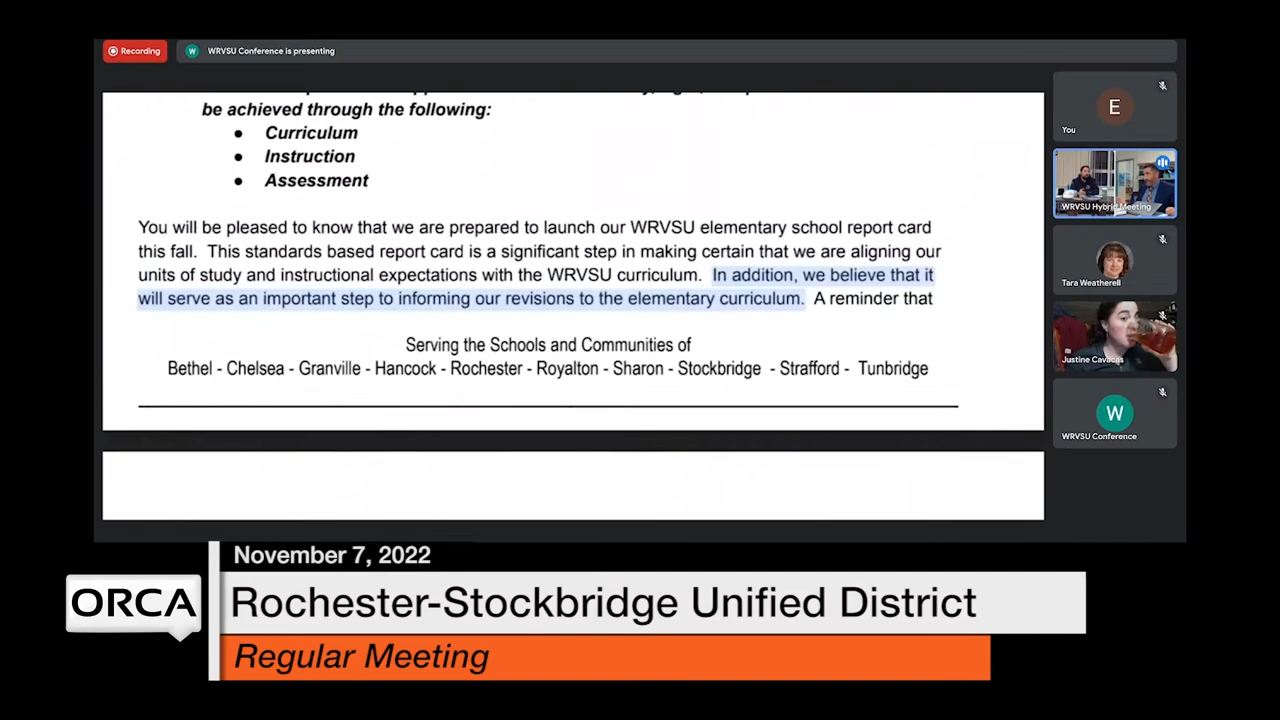 Recording
W
WRVSU Conference is presenting
be achieved through the following:
● Curriculum
● Instruction
● Assessment
You will be pleased to know that we are prepared to launch our WRVSU elementary school report card
this fall. This standards based report card is a significant step in making certain that we are aligning our
units of study and instructional expectations with the WRVSU curriculum. In addition, we believe that it
will serve as an important step to informing our revisions to the elementary curriculum. A reminder that
Serving the Schools and Communities of
Bethel - Chelsea - Granville - Hancock - Rochester - Royalton - Sharon - Stockbridge - Strafford - Tunbridge
E
You
WRVSU Hybrid Meeting
Tara Weatherell
Justine Cavacas
W
WRVSU Conference
November 7, 2022
ORCA
Rochester-Stockbridge Unified District
Regular Meeting